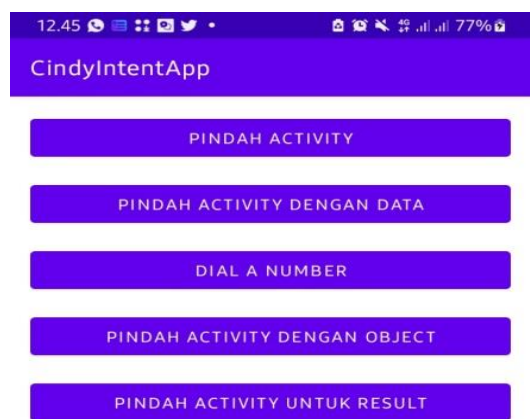 12.45 4G 77%
CindyIntentApp
PINDAH ACTIVITY
PINDAH ACTIVITY DENGAN DATA
DIAL A NUMBER
PINDAH ACTIVITY DENGAN OBJECT
PINDAH ACTIVITY UNTUK RESULT